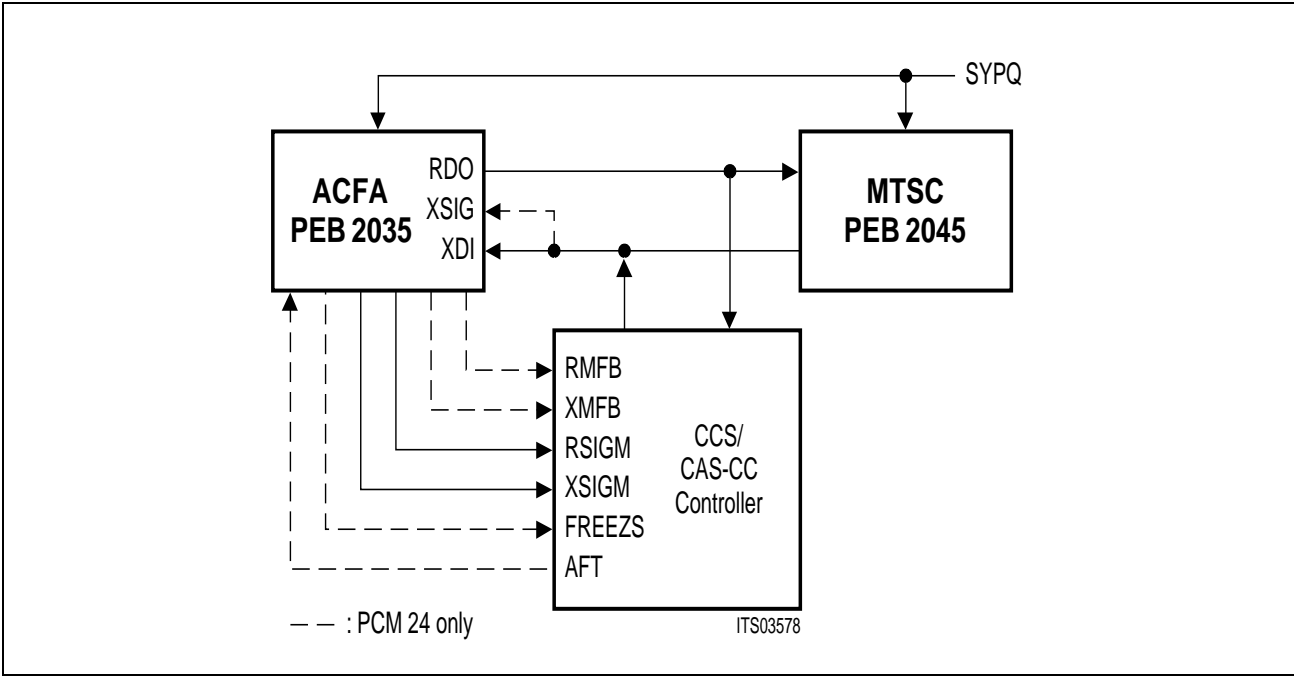 SYPQ
ACFA
PEB 2035
RDO
XSIG
XDI
MTSC
PEB 2045
RMFB
XMFB
RSIGM
XSIGM
FREEZS
AFT
CCS/
CAS-CC
Controller
– – : PCM 24 only
ITS03578